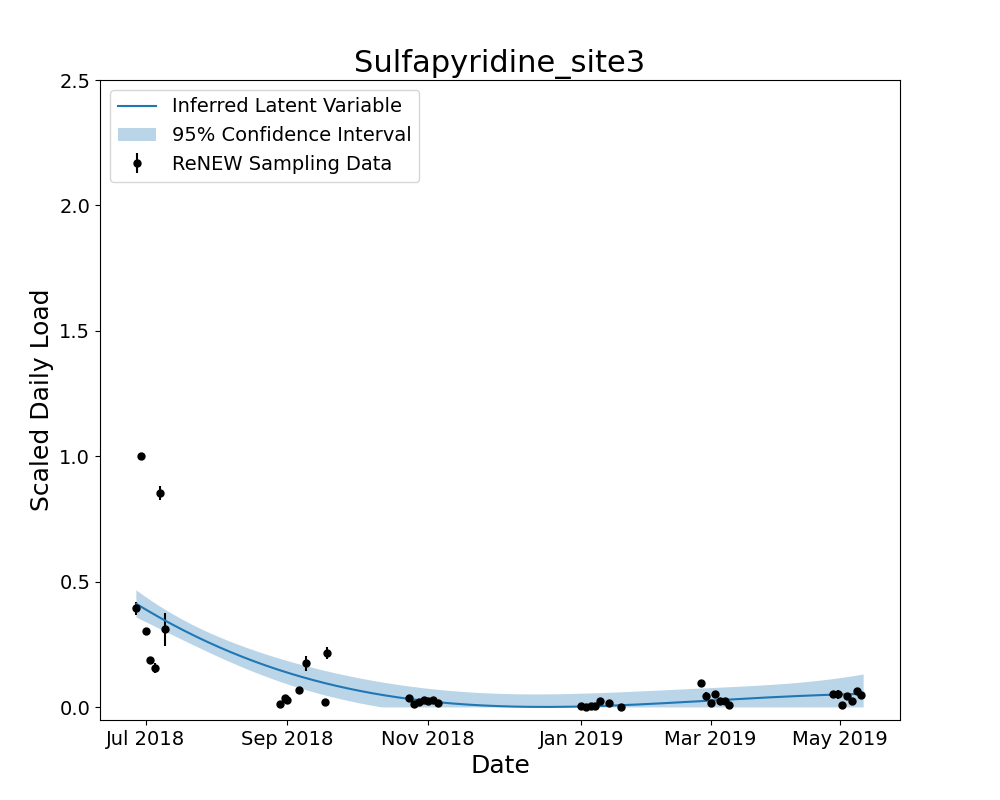 Sulfapyridine_site3
Inferred Latent Variable
95% Confidence Interval
ReNEW Sampling Data
2.5
2.0
1.5
1.0
0.5
0.0
Scaled Daily Load
Jul 2018 Sep 2018 Nov 2018 Jan 2019 Mar 2019 May 2019
Date